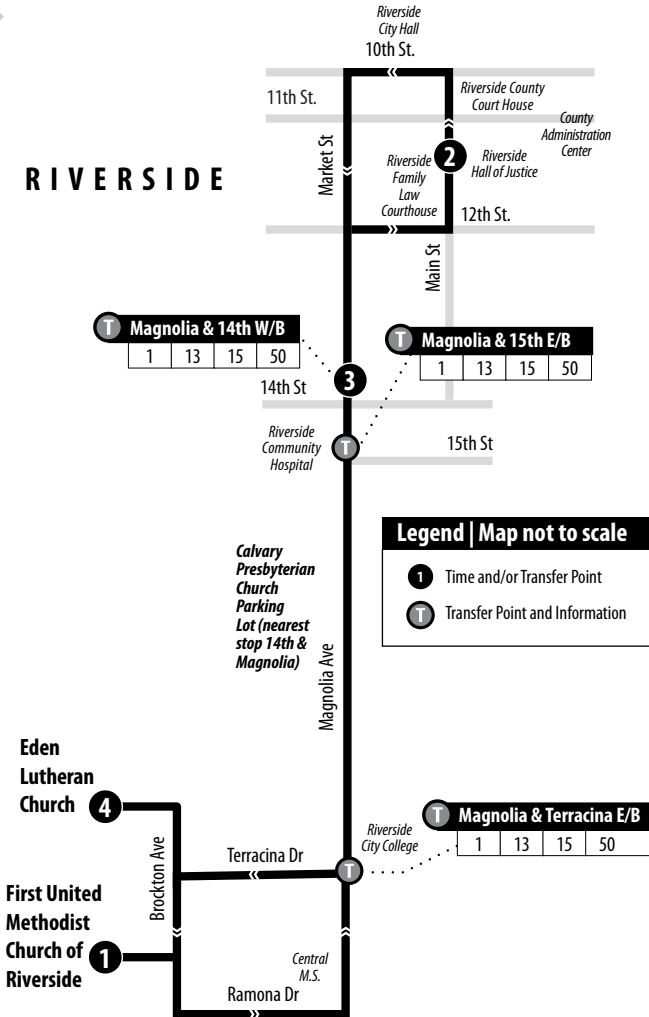 Riverside
City Hall
10th St.
11th St.
Riverside County
Court House
County
Administration
Center
Market St
RIVERSIDE
Riverside
Family
Law
Courthouse
2
Riverside
Hall of Justice
12th St.
Main St
T Magnolia & 14th W/B
1 13 15 50
T Magnolia & 15th E/B
1 13 15 50
3
14th St
Riverside
Community
Hospital
T
15th St
Legend | Map not to scale
1 Time and/or Transfer Point
T Transfer Point and Information
Calvary
Presbyterian
Church
Parking
Lot (nearest
stop 14th &
Magnolia)
Magnolia Ave
Eden
Lutheran
Church
4
Brockton Ave
Terracina Dr
Riverside
City College
T
T Magnolia & Terracina E/B
1 13 15 50
First United
Methodist
Church of
Riverside
1
Central
M.S.
Ramona Dr